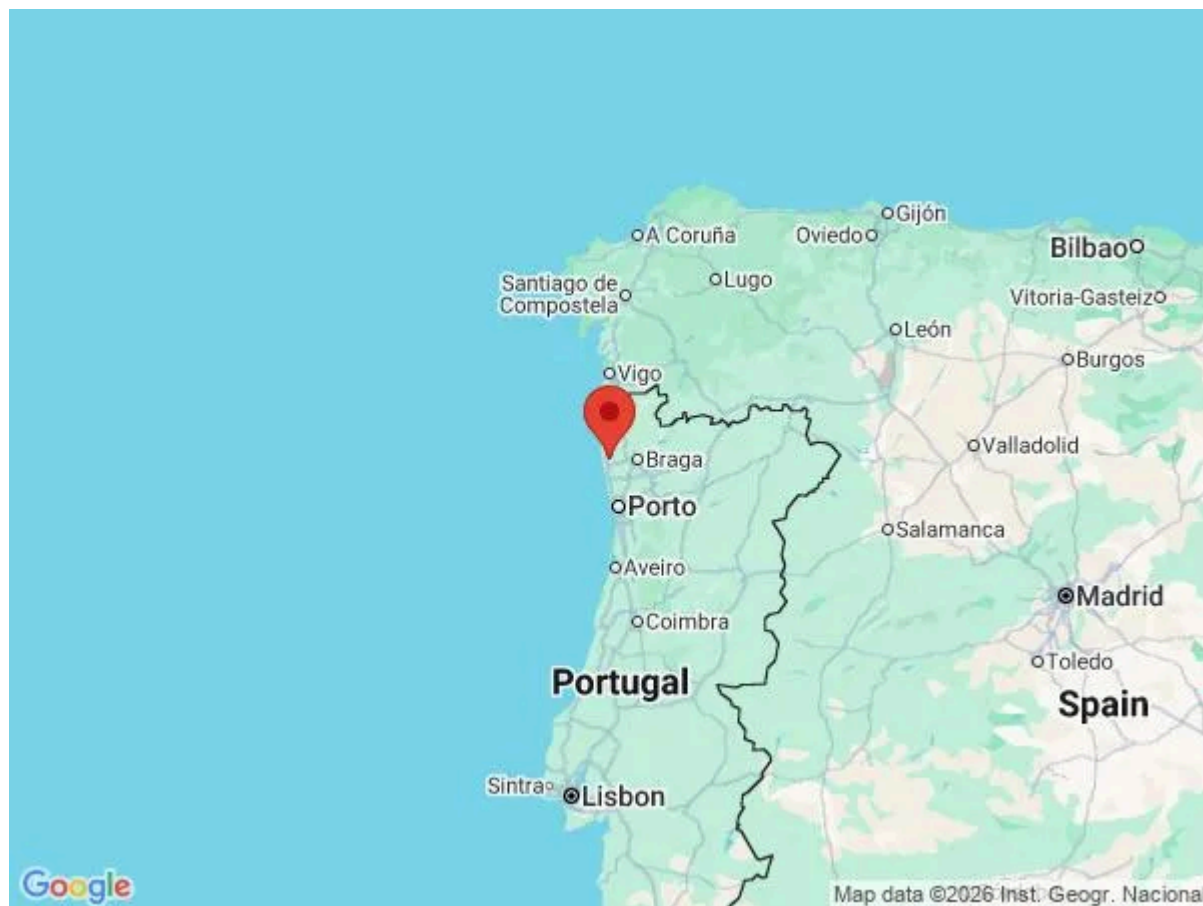 Gijón
A Coruña
Oviedo
Bilbao
Lugo
Santiago de
Compostela
Vitoria-Gasteiz
León
Burgos
Vigo
Valladolid
Braga
Porto
Salamanca
Aveiro
Madrid
Coimbra
Toledo
Portugal
Spain
Sintra
Lisbon
Google
Map data ©2026 Inst. Geogr. Nacional